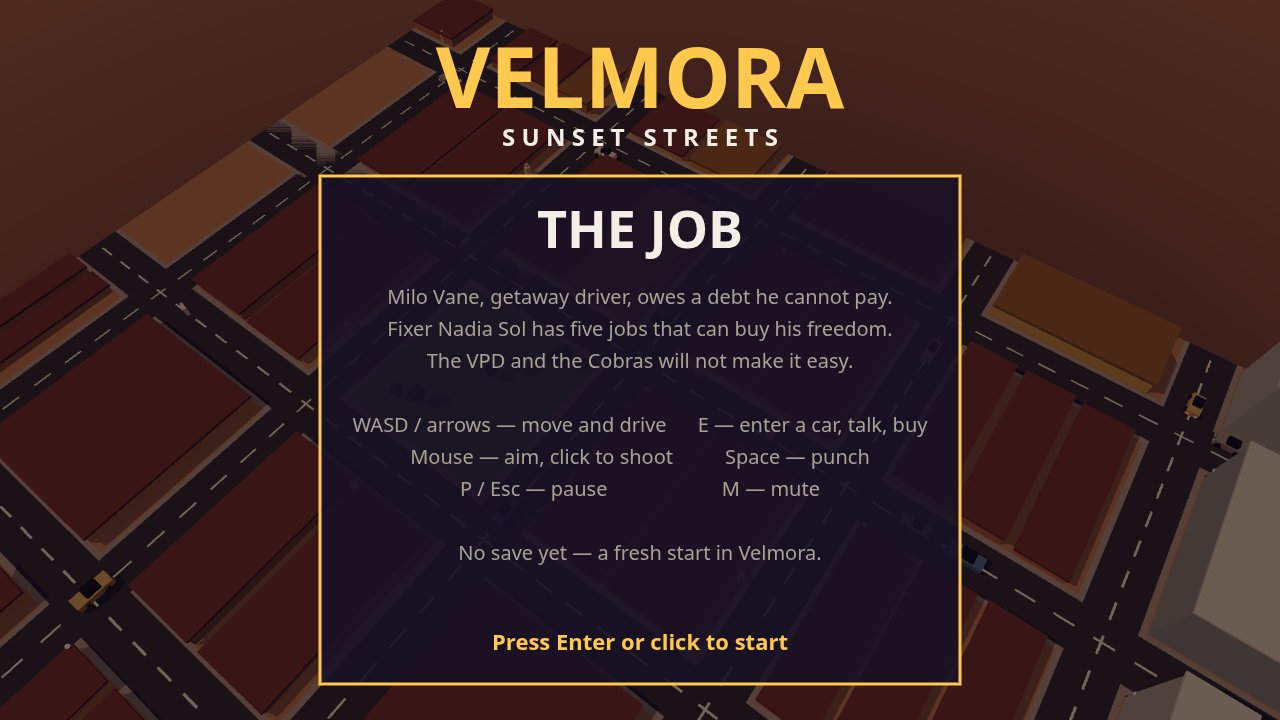 VELMORA
SUNSET STREETS
THE JOB
Milo Vane, getaway driver, owes a debt he cannot pay.
Fixer Nadia Sol has five jobs that can buy his freedom.
The VPD and the Cobras will not make it easy.
WASD / arrows — move and drive E — enter a car, talk, buy
Mouse — aim, click to shoot Space — punch
P / Esc — pause M — mute
No save yet — a fresh start in Velmora.
Press Enter or click to start